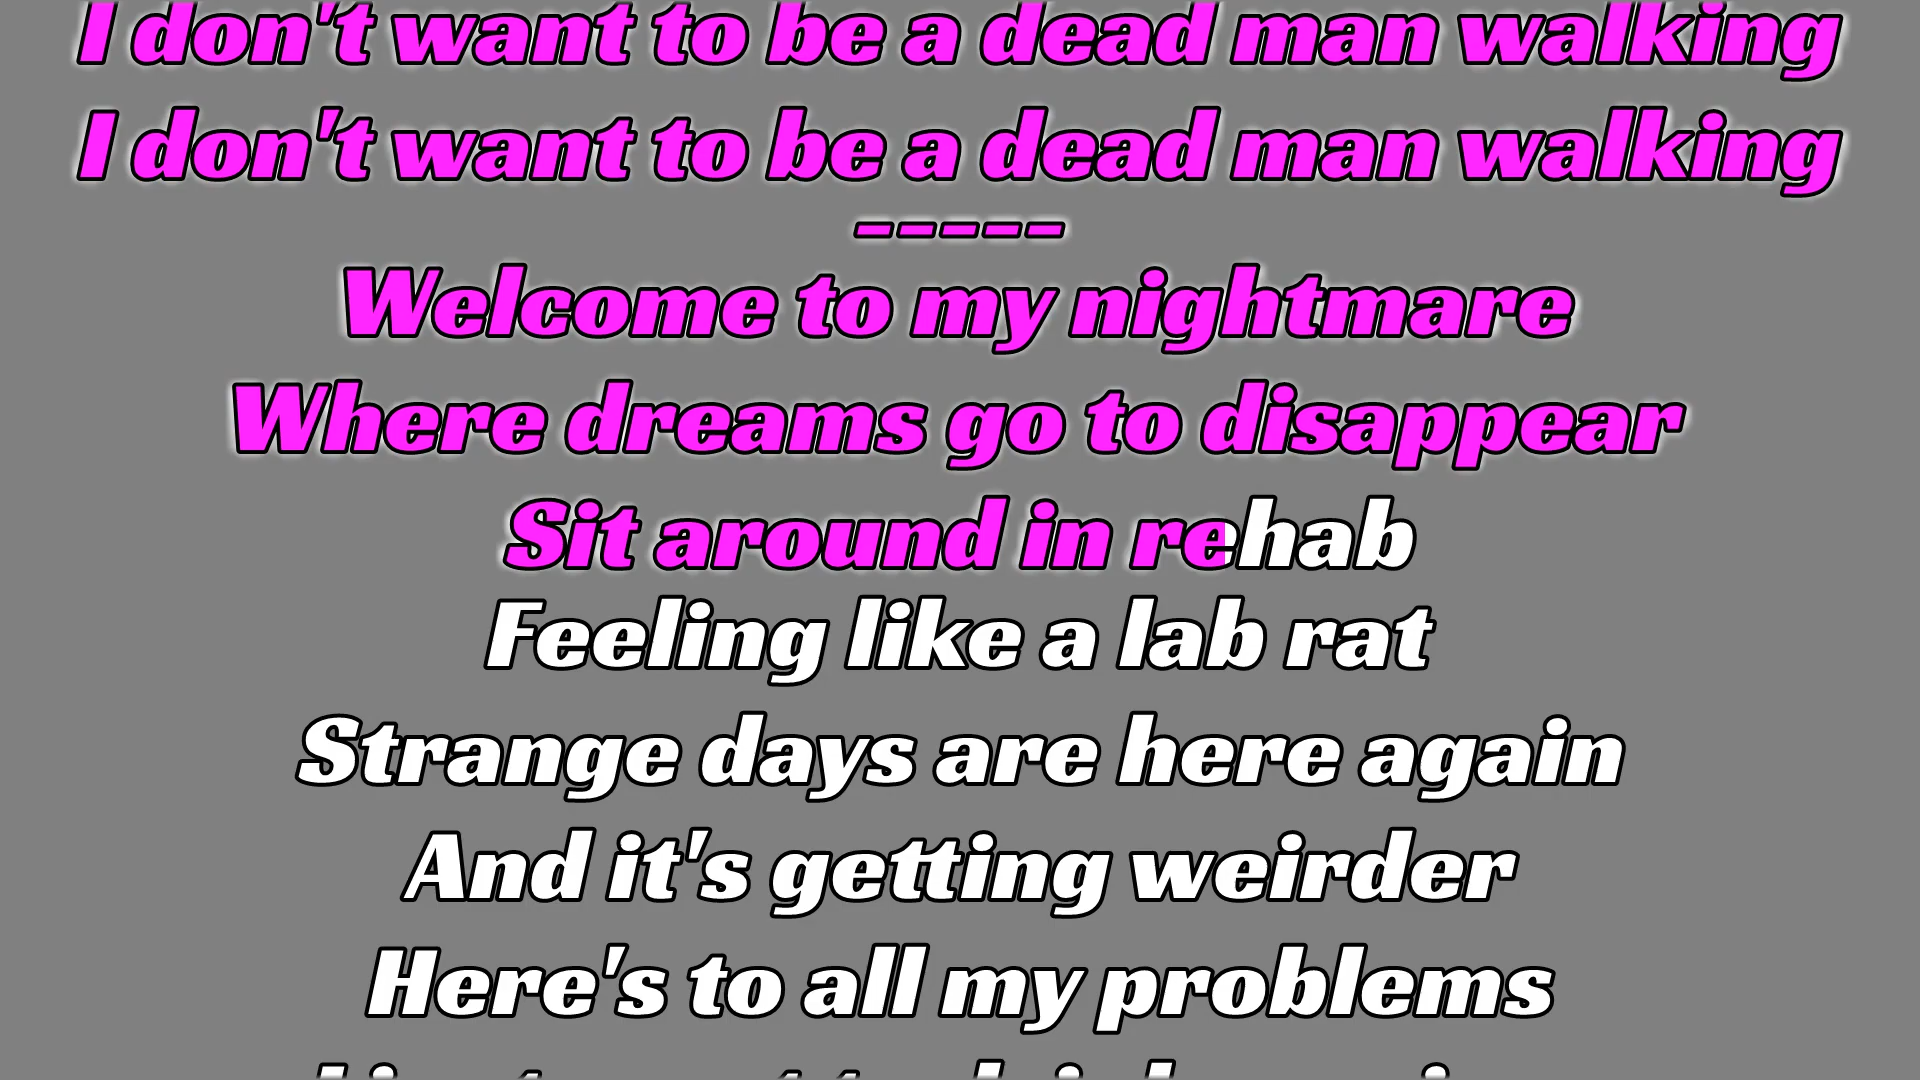 I don't want to be a dead man walking
I don't want to be a dead man walking
-----
Welcome to my nightmare
Where dreams go to disappear
Sit around in rehab
Feeling like a lab rat
Strange days are here again
And it's getting weirder
Here's to all my problems